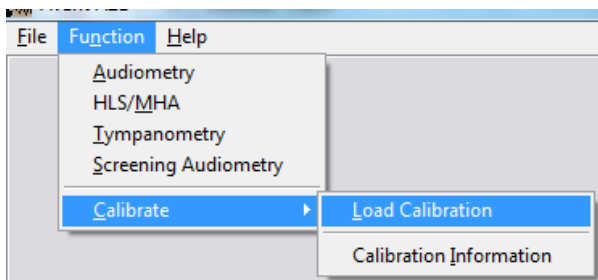 File Function Help
Audiometry
HLS/MHA
Tympanometry
Screening Audiometry
Calibrate Load Calibration
Calibration Information